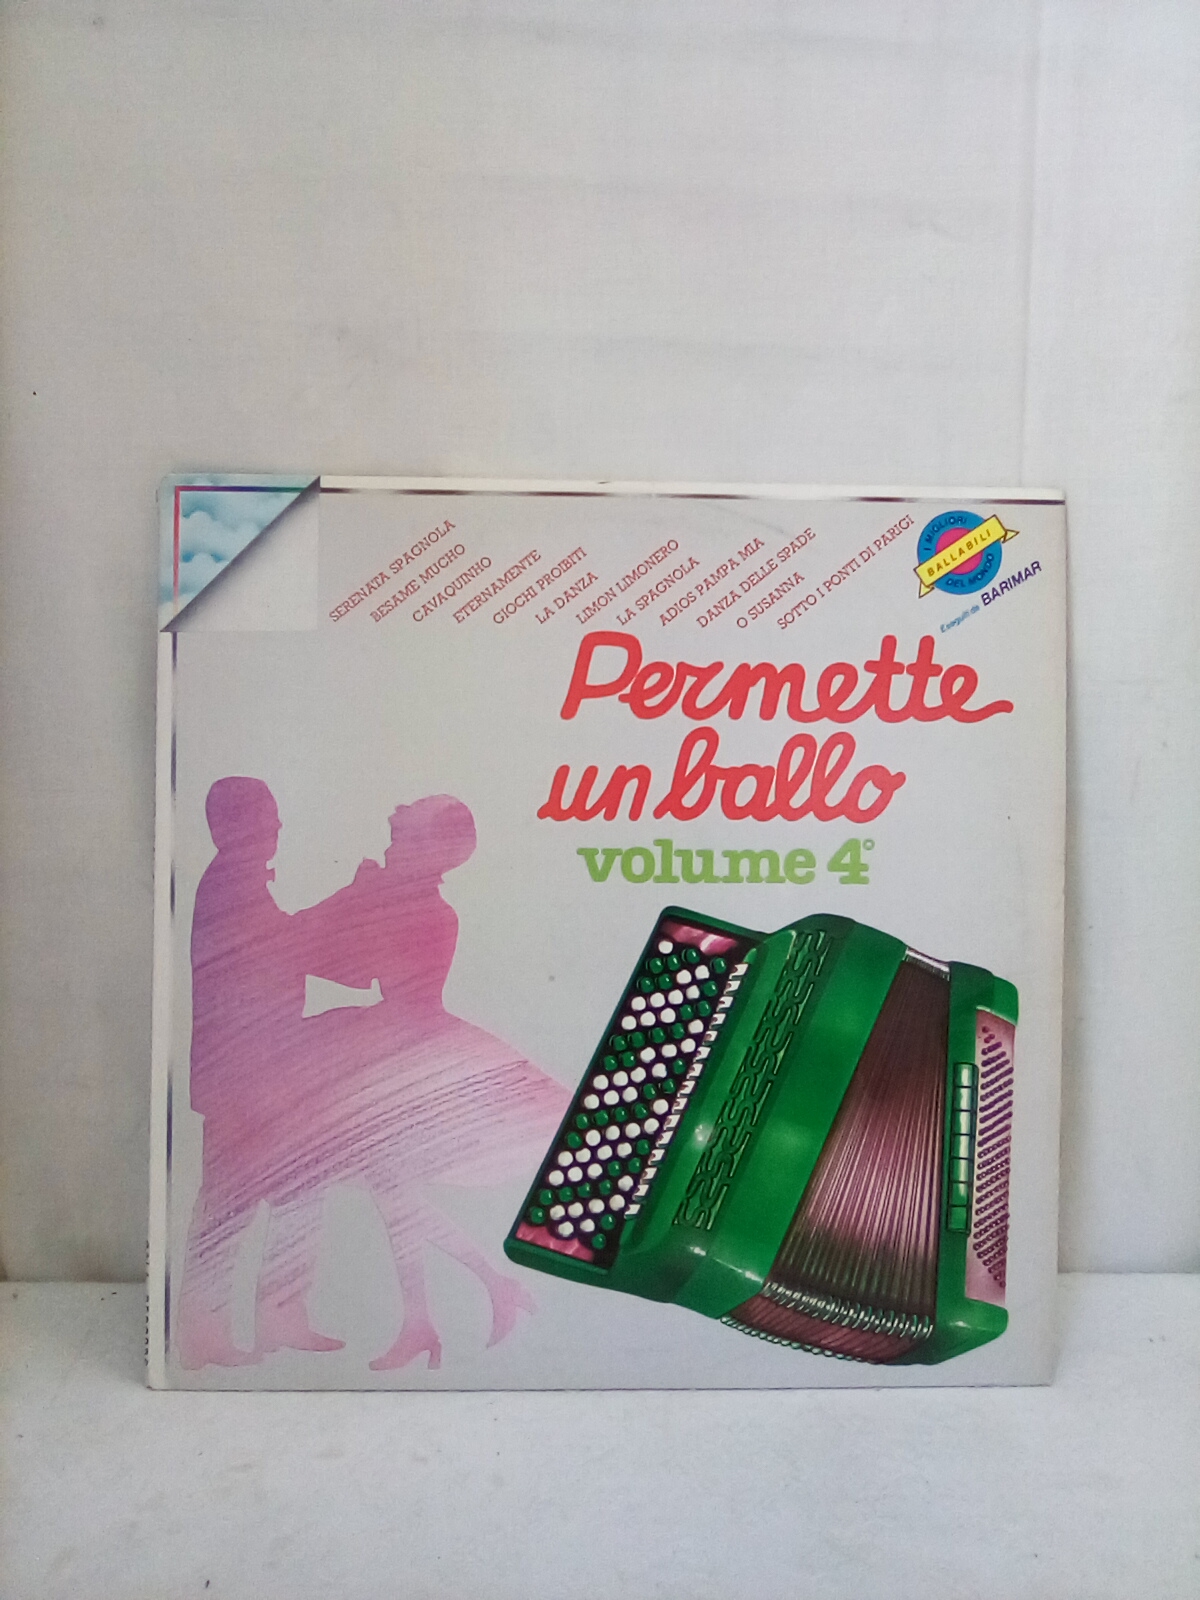 SERENATA SPAGNOLA
BESAME MUCHO
CAVAQUINHO
ETERNAMENTE
GIOCHI PROIBITI
LA DANZA
LIMON LIMONERO
LA SPAGNOLA
ADIOS PAMPA MIA
DANZA DELLE SPADE
O SUSANNA
SOTTO I PONTI DI PARIGI
I MIGLIORI
BALLABILI
DEL MONDO
Eseguiti da BARIMAR
Permette
un ballo
volume 4°